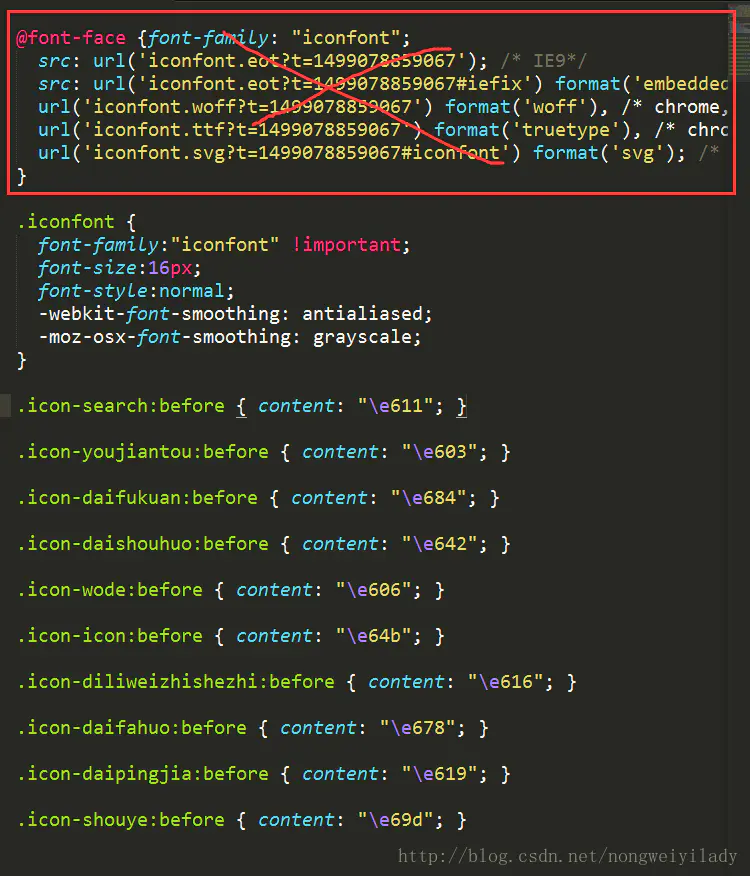 @font-face {font-family: "iconfont";
  src: url('iconfont.eot?t=1499078859067'); /* IE9*/
  src: url('iconfont.eot?t=1499078859067#iefix') format('embedded
  url('iconfont.woff?t=1499078859067') format('woff'), /* chrome,
  url('iconfont.ttf?t=1499078859067') format('truetype'), /* chro
  url('iconfont.svg?t=1499078859067#iconfont') format('svg'); /*
}
.iconfont {
  font-family:"iconfont" !important;
  font-size:16px;
  font-style:normal;
  -webkit-font-smoothing: antialiased;
  -moz-osx-font-smoothing: grayscale;
}
.icon-search:before { content: "\e611"; }
.icon-youjiantou:before { content: "\e603"; }
.icon-daifukuan:before { content: "\e684"; }
.icon-daishouhuo:before { content: "\e642"; }
.icon-wode:before { content: "\e606"; }
.icon-icon:before { content: "\e64b"; }
.icon-diliweizhishezhi:before { content: "\e616"; }
.icon-daifahuo:before { content: "\e678"; }
.icon-daipingjia:before { content: "\e619"; }
.icon-shouye:before { content: "\e69d"; }
http://blog.csdn.net/nongweiyilady